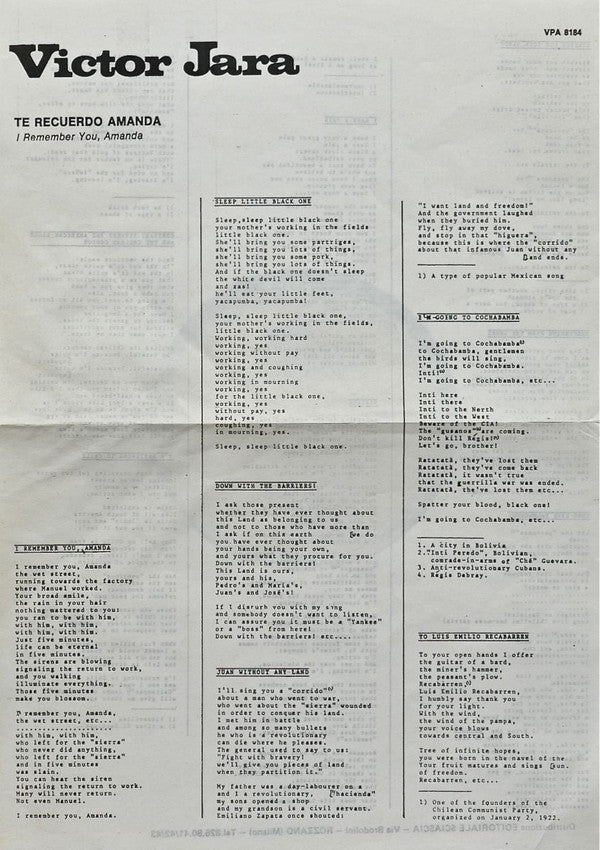 VPA 8184
Victor Jara
TE RECUERDO AMANDA
I Remember You, Amanda
I REMEMBER YOU, AMANDA
I remember you, Amanda
the wet street,
running towards the factory
where Manuel worked.
Your broad smile,
the rain in your hair
nothing mattered to you:
you ran to be with him,
with him, with him,
with him, with him.
Just five minutes,
life can be eternal
in five minutes.
The sirens are blowing
signaling the return to work,
and you walking
illuminate everything.
Those five minutes
make you blossom.
I remember you, Amanda,
the wet street, etc...
......................
with him, with him,
who left for the "sierra"
who never did anything,
who left for the "sierra"
and in five minutes
was slain.
You can hear the siren
signaling the return to work.
Many will never return.
Not even Manuel.
I remember you, Amanda.
SLEEP LITTLE BLACK ONE
Sleep,sleep little black one
your mother's working in the fields
little black one.
She'll bring you some partriges,
she'll bring you lots of things,
she'll bring you some pork,
she'll bring you lots of things.
And if the black one doesn't sleep
the white devil will come
and zas!
he'll eat your little feet,
yacapunba, yacapunba!
Sleep, sleep little black one,
your mother's working in the fields,
little black one.
Working, working hard
working, yes
working without pay
working, yes
working and coughing
working, yes
working in mourning
working, yes
for the little black one,
working, yes
without pay, yes
hard, yes
coughing, yes
in mourning, yes.
Sleep, sleep little black one.
DOWN WITH THE BARRIERS!
I ask those present
whether they have ever thought about
this Land as belonging to us
and not to those who have more than
I ask if on this earth [we do
you have ever thought about
your hands being your own,
and yours what they procure for you.
Down with the barriers!
This Land is ours,
yours and his,
Pedro's and Maria's,
Juan's and José's!
If I disturb you with my sing
and somebody doesn't want to listen,
I can assure you it must be a "Yankee"
or a "boss" from here!
Down with the barriers! etc....
JUAN WITHOUT ANY LAND
I'll sing you a "corrido"1)
about a man who went to war,
who went about the "sierra" wounded
in order to conquer his land.
I met him in battle
and among so many bullets
he who is a revolutionary
can die where he pleases.
The general used to say to us:
"Fight with bravery!
We'll give you pieces of land
when they partition it."
My father was a day-labourer on a
and I a revolutionary, [hacienda"
my sons opened a shop
and my grandson is a civil servant.
Emiliano Zapata once shouted:
"I want land and freedom!"
And the government laughed
when they buried him.
Fly, fly away my dove,
and stop in that "higuera",
because this is where the "corrido"
about that infamous Juan without any
[Land ends.
1) A type of popular Mexican song
I'M GOING TO COCHABAMBA
I'm going to Cochabamba1)
to Cochabamba, gentlemen
the birds will sing,
I'm going to Cochabamba.
Inti!2)
I'm going to Cochabamba, etc...
Inti here
Inti there
Inti to the North
Inti to the West
Beware of the CIA!
The "gusanos"3) are coming.
Don't kill Régis!4)
Let's go, brother!
Ratatatà, they've lost them
Ratatatà, they've come back
Ratatatà, it wasn't true
that the guerrilla war was ended.
Ratatatà, the've lost them etc...
Spatter your blood, black one!
I'm going to Cochabamba, etc...
1. A city in Bolivia
2."Inti Peredo", Bolivian,
comrade-in-arms of "Ché" Guevara.
3. Anti-revolutionary Cubans.
4. Régis Debray.
TO LUIS EMILIO RECABARREN
To your open hands I offer
the guitar of a bard,
the miner's hammer,
the peasant's plow.
Recabarren,1)
Luis Emilio Recabarren,
I humbly say thank you
for your light.
With the wind,
with the wind of the pampa,
your voice blows
towards central and South.
Tree of infinite hopes,
you were born in the navel of the
Your fruit matures and sings [sun.
of freedom.
Recabarren, etc...
1) One of the founders of the
Chilean Communist Party,
organized on January 2, 1922.